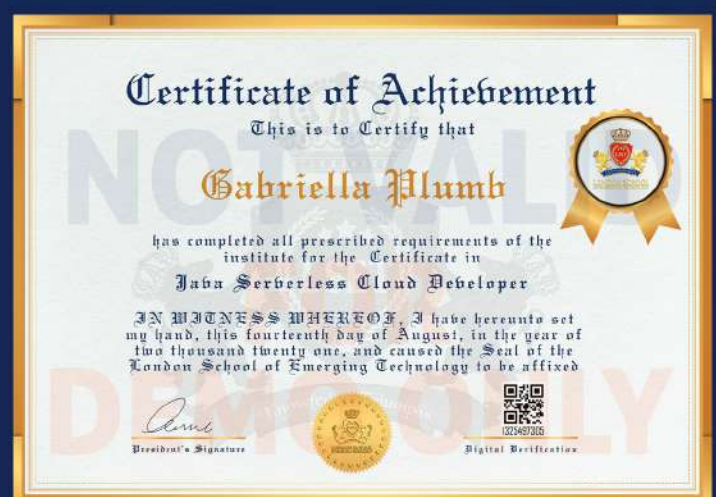 Certificate of Achievement
This is to Certify that
Gabriella Plumb
has completed all prescribed requirements of the
institute for the Certificate in
Java Serverless Cloud Developer
IN WITNESS WHEREOF, I have hereunto set
my hand, this fourteenth day of August, in the year of
two thousand twenty one, and caused the Seal of the
London School of Emerging Technology to be affixed
President's Signature
1325497305
Digital Verification
NOT VALID
FOR
DEMO ONLY